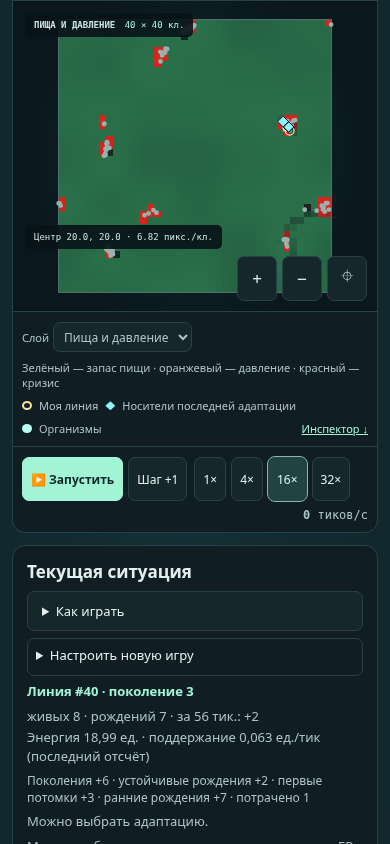 ПИЩА И ДАВЛЕНИЕ 40 × 40 кл.
Центр 20.0, 20.0 · 6.82 пикс./кл.
+
−
Слой Пища и давление
Зелёный — запас пищи · оранжевый — давление · красный —
кризис
Моя линия Носители последней адаптации
Организмы Инспектор ↓
▶️ Запустить Шаг +1 1× 4× 16× 32×
0 тиков/с
Текущая ситуация
▶ Как играть
▶ Настроить новую игру
Линия #40 · поколение 3
живых 8 · рождений 7 · за 56 тик.: +2
Энергия 18,99 ед. · поддержание 0,063 ед./тик
(последний отсчёт)
Поколения +6 · устойчивые рождения +2 · первые
потомки +3 · ранние рождения +7 · потрачено 1
Можно выбрать адаптацию.